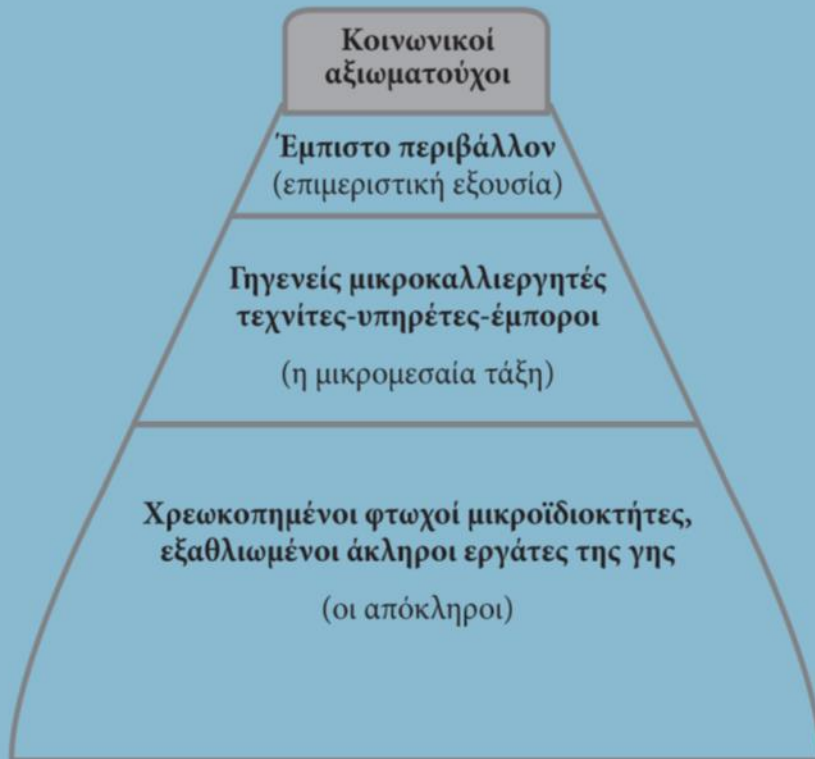 Κοινωνικοί
αξιωματούχοι
Έμπιστο περιβάλλον
(επιμεριστική εξουσία)
Γηγενείς μικροκαλλιεργητές
τεχνίτες-υπηρέτες-έμποροι
(η μικρομεσαία τάξη)
Χρεωκοπημένοι φτωχοί μικροϊδιοκτήτες,
εξαθλιωμένοι άκληροι εργάτες της γης
(οι απόκληροι)